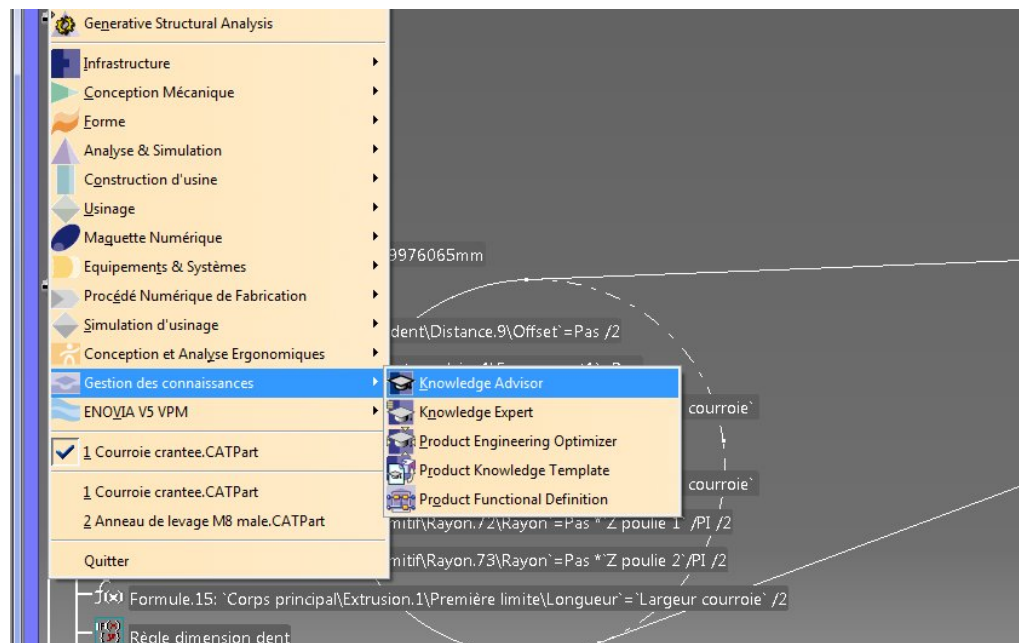 Generative Structural Analysis
Infrastructure
Conception Mécanique
Forme
Analyse & Simulation
Construction d'usine
Usinage
Maquette Numérique
9976065mm
Equipements & Systèmes
Procédé Numérique de Fabrication
Simulation d'usinage
dent\Distance.9\Offset`=Pas /2
Conception et Analyse Ergonomiques
Gestion des connaissances
Knowledge Advisor
ENOVIA V5 VPM
Knowledge Expert
courroie`
1 Courroie crantee.CATPart
Product Engineering Optimizer
Product Knowledge Template
1 Courroie crantee.CATPart
courroie`
Product Functional Definition
2 Anneau de levage M8 male.CATPart
mitif\Rayon.72\Rayon`=Pas *`Z poulie 1` /PI /2
Quitter
mitif\Rayon.73\Rayon`=Pas *`Z poulie 2`/PI /2
f(x) Formule.15: `Corps principal\Extrusion.1\Première limite\Longueur`=`Largeur courroie` /2
Règle dimension dent